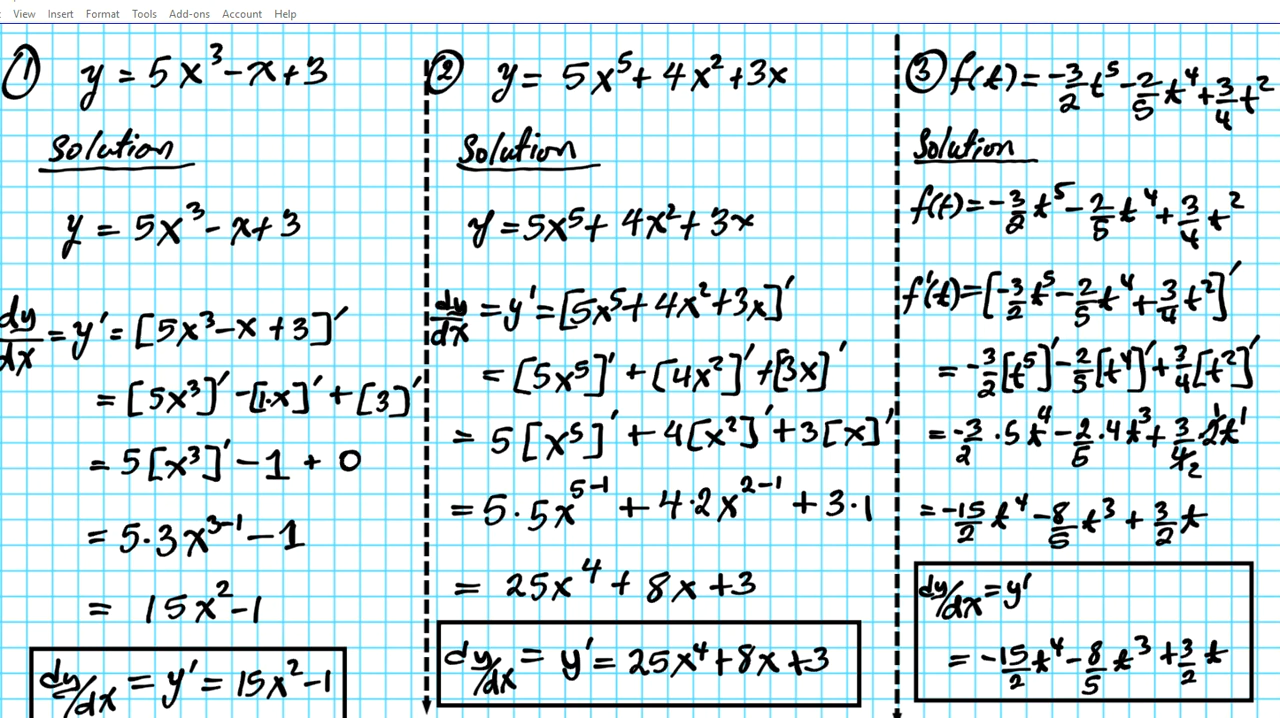 View Insert Format Tools Add-ons Account Help
① y = 5x³ - x + 3
Solution
y = 5x³ - x + 3
dy/dx = y' = [5x³ - x + 3]'
= [5x³]' - [1·x]' + [3]'
= 5[x³]' - 1 + 0
= 5·3x³⁻¹ - 1
= 15x² - 1
dy/dx = y' = 15x² - 1
② y = 5x⁵ + 4x² + 3x
Solution
y = 5x⁵ + 4x² + 3x
dy/dx = y' = [5x⁵ + 4x² + 3x]'
= [5x⁵]' + [4x²]' + [3x]'
= 5[x⁵]' + 4[x²]' + 3[x]'
= 5·5x⁵⁻¹ + 4·2x²⁻¹ + 3·1
= 25x⁴ + 8x + 3
dy/dx = y' = 25x⁴ + 8x + 3
③ f(t) = -3/2 t⁵ - 2/5 t⁴ + 3/4 t²
Solution
f(t) = -3/2 t⁵ - 2/5 t⁴ + 3/4 t²
f'(t) = [-3/2 t⁵ - 2/5 t⁴ + 3/4 t²]'
= -3/2 [t⁵]' - 2/5 [t⁴]' + 3/4 [t²]'
= -3/2 · 5t⁴ - 2/5 · 4t³ + 3/4 2 · 2 1 t¹
= -15/2 t⁴ - 8/5 t³ + 3/2 t
dy/dx = y'
= -15/2 t⁴ - 8/5 t³ + 3/2 t